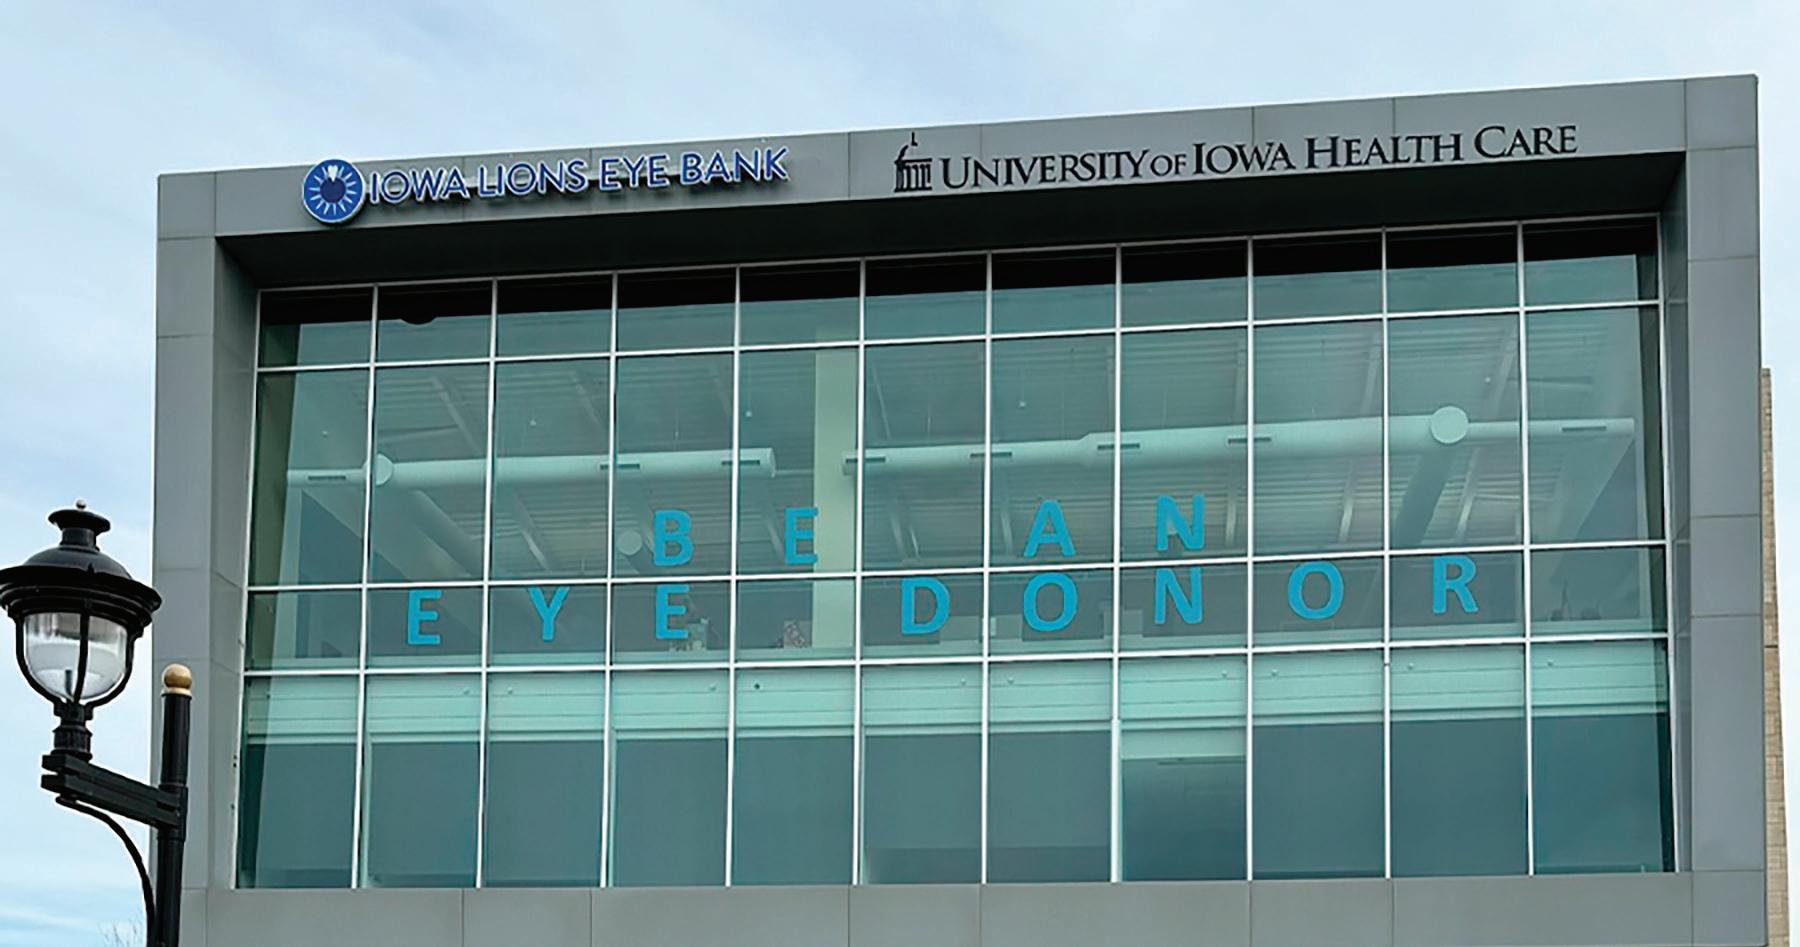 IOWA LIONS EYE BANK
UNIVERSITY OF IOWA HEALTH CARE
BE AN
EYE DONOR